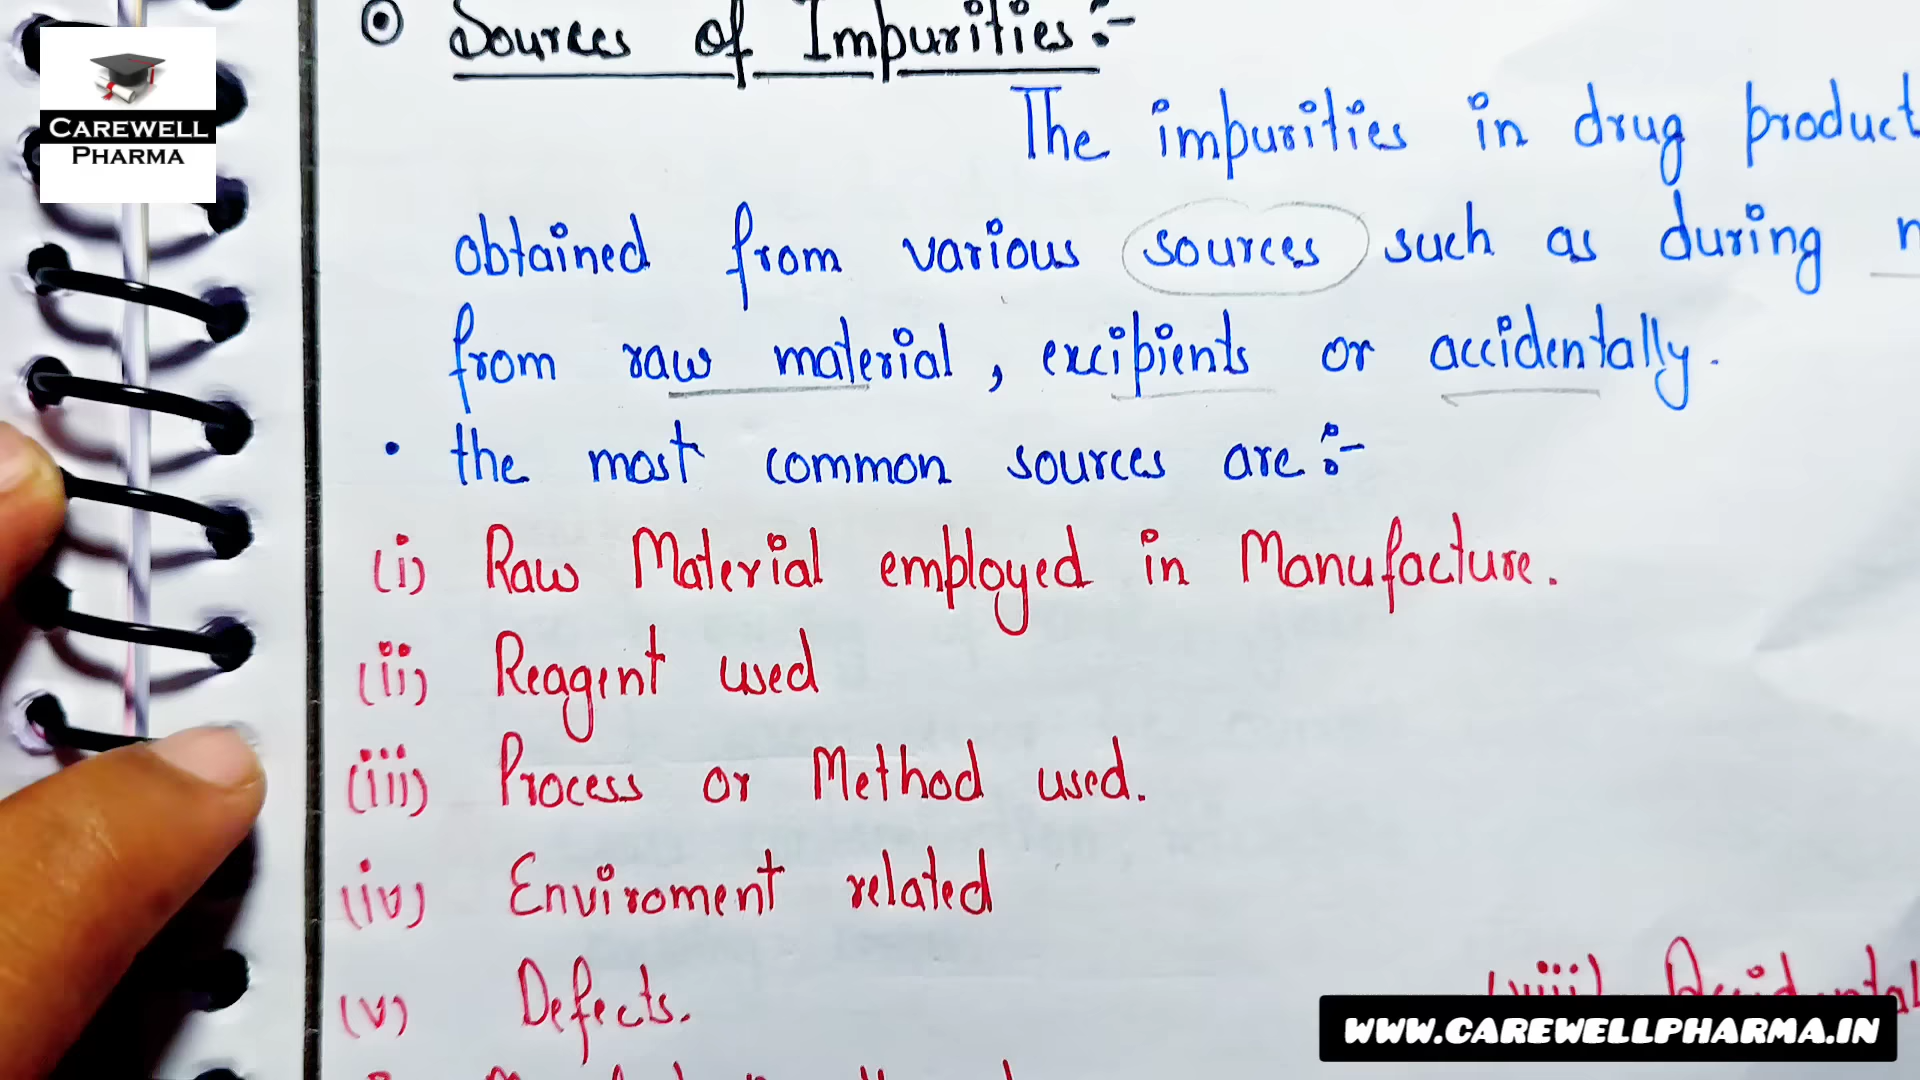 Sources of Impurities:-
CAREWELL
PHARMA
The impurities in drug product
obtained from various sources such as during
from raw material, excipients or accidentally.
• the most common sources are:-
(i) Raw Material employed in Manufacture.
(ii) Reagent used
(iii) Process or Method used.
(iv) Enviroment related
(v) Defects.
(viii) Accidental
WWW.CAREWELLPHARMA.IN